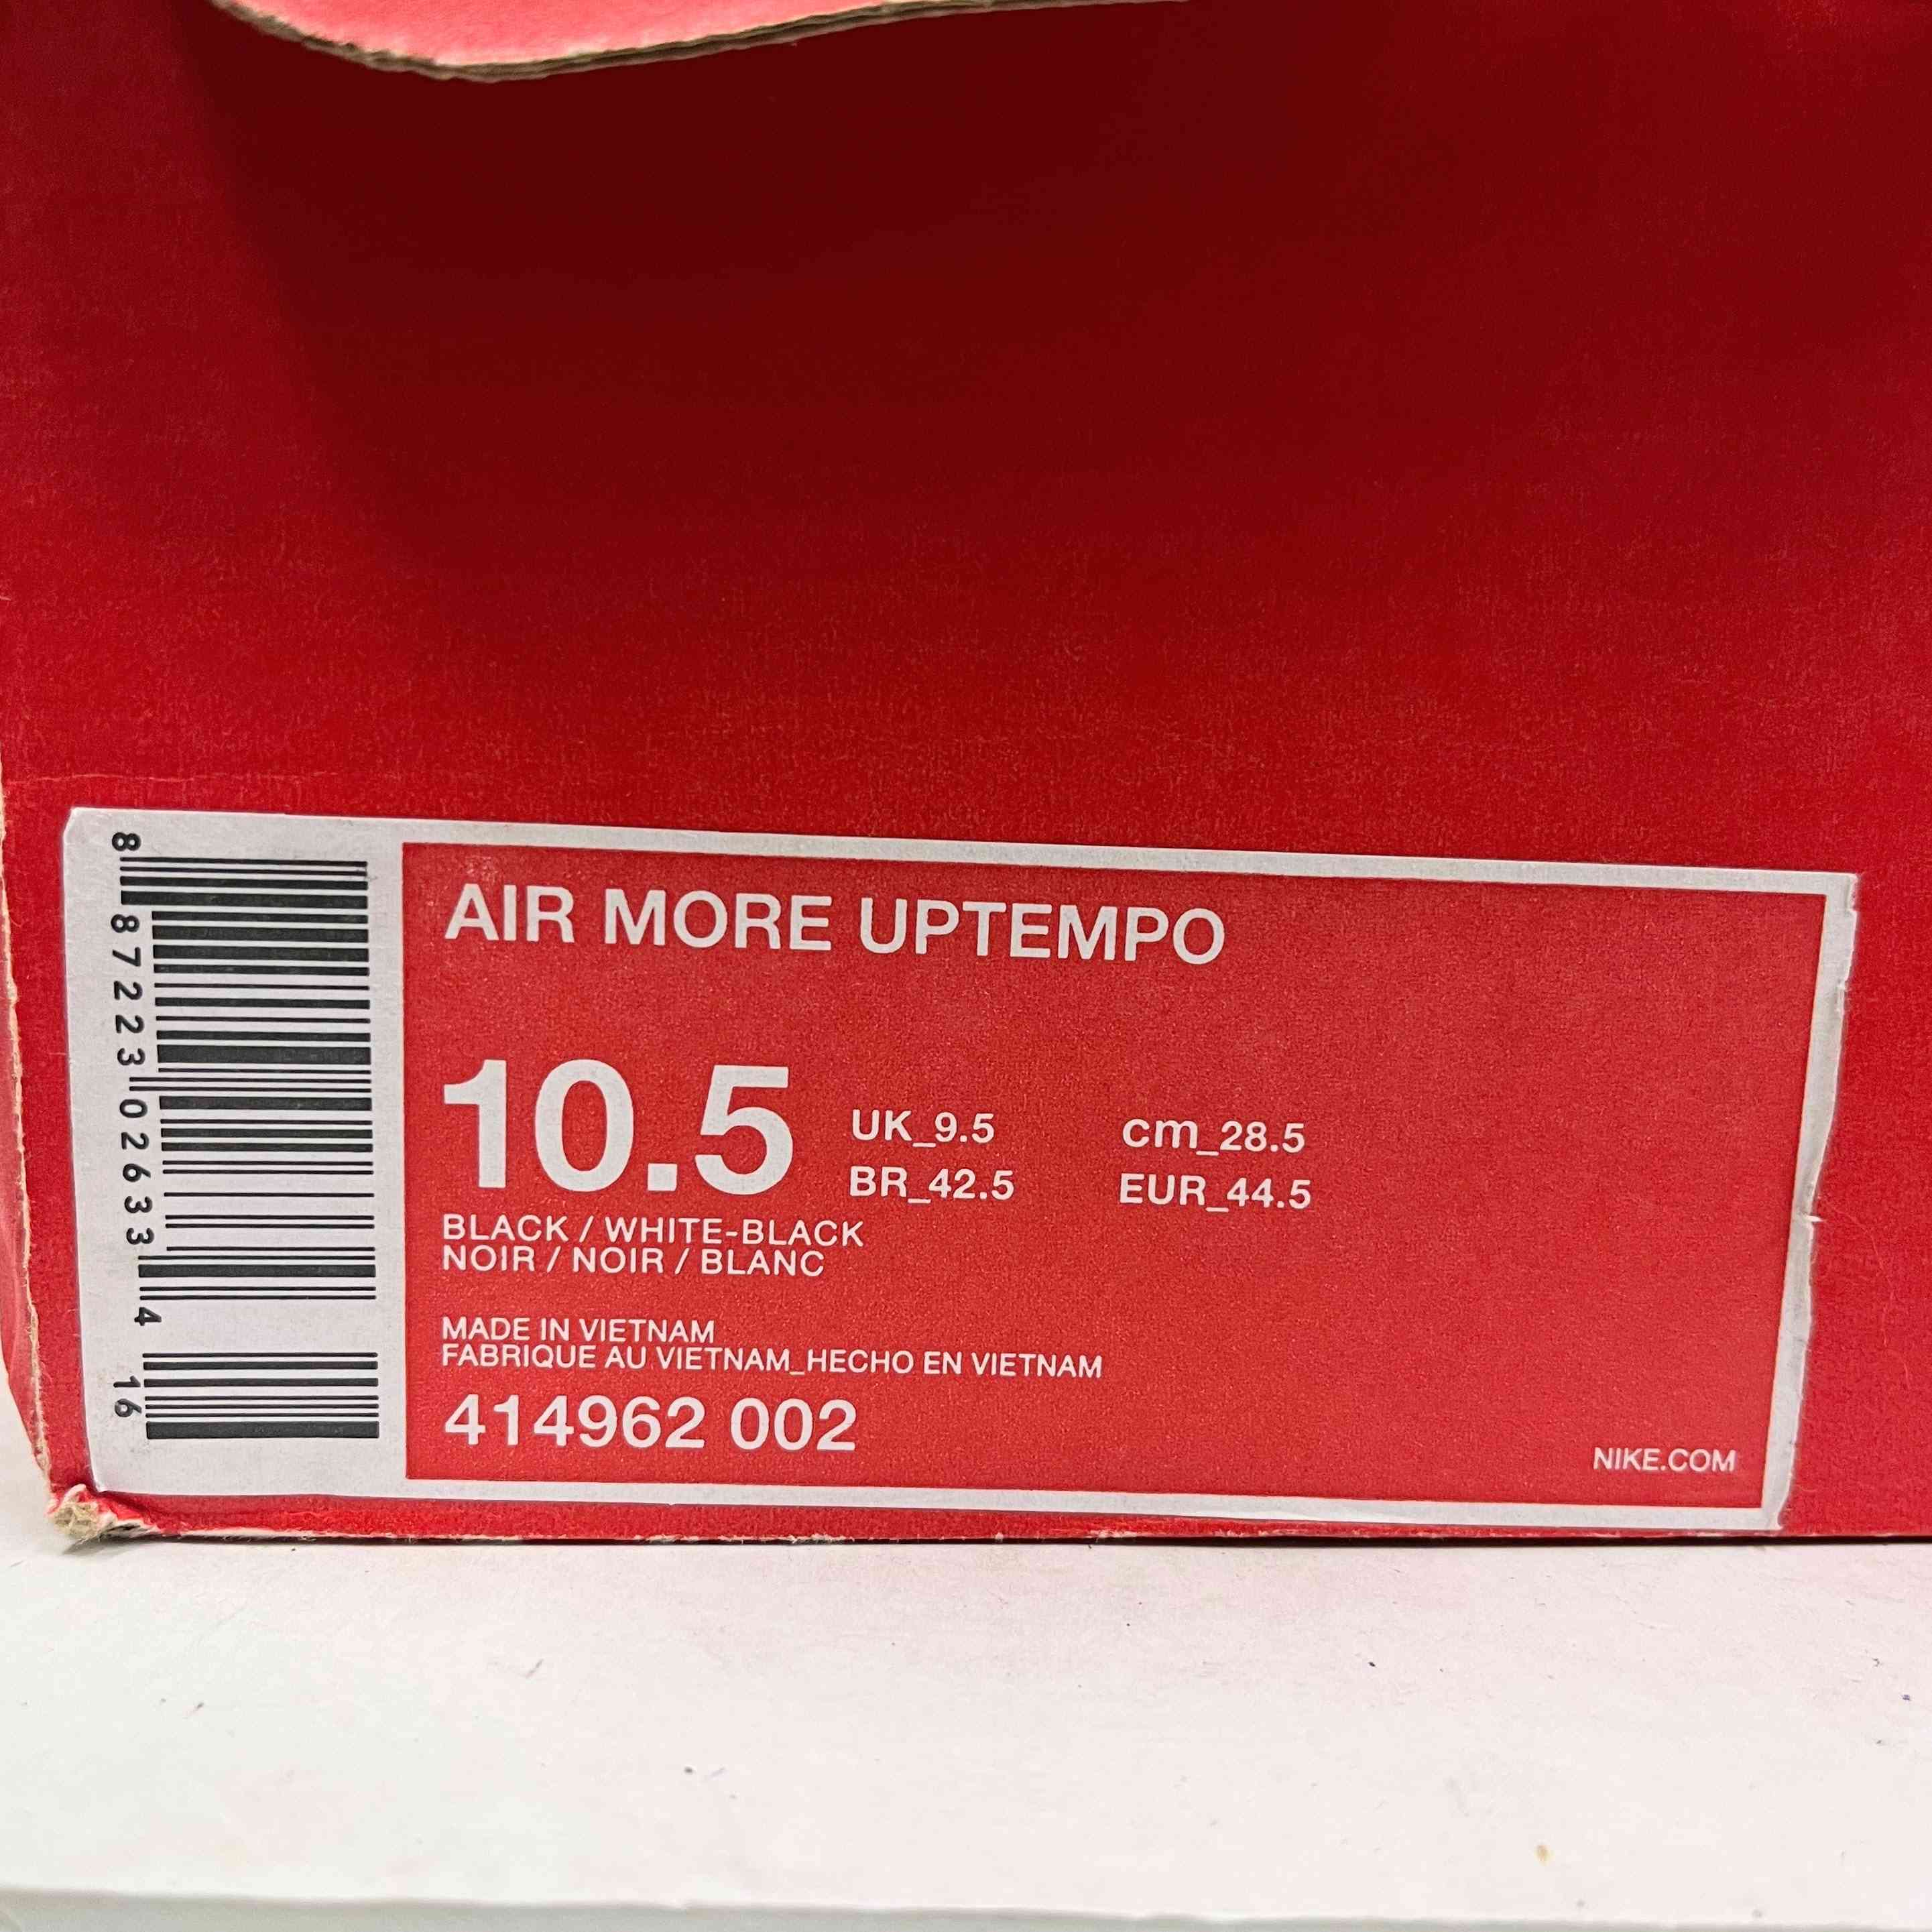 AIR MORE UPTEMPO
10.5
UK_9.5 cm_28.5
BR_42.5 EUR_44.5
BLACK / WHITE-BLACK
NOIR / NOIR / BLANC
MADE IN VIETNAM
FABRIQUE AU VIETNAM_HECHO EN VIETNAM
414962 002
NIKE.COM
8 87223 02633 4 16